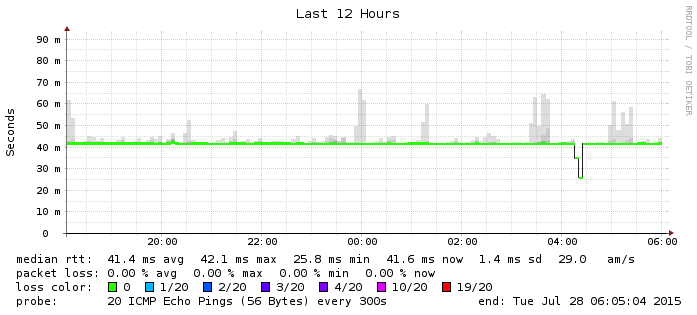 Last 12 Hours
RRDTOOL / TOBI OETIKER
Seconds
90 m
80 m
70 m
60 m
50 m
40 m
30 m
20 m
10 m
0
20:00 22:00 00:00 02:00 04:00 06:00
median rtt: 41.4 ms avg 42.1 ms max 25.8 ms min 41.6 ms now 1.4 ms sd 29.0 am/s
packet loss: 0.00 % avg 0.00 % max 0.00 % min 0.00 % now
loss color: 0 1/20 2/20 3/20 4/20 10/20 19/20
probe: 20 ICMP Echo Pings (56 Bytes) every 300s end: Tue Jul 28 06:05:04 2015